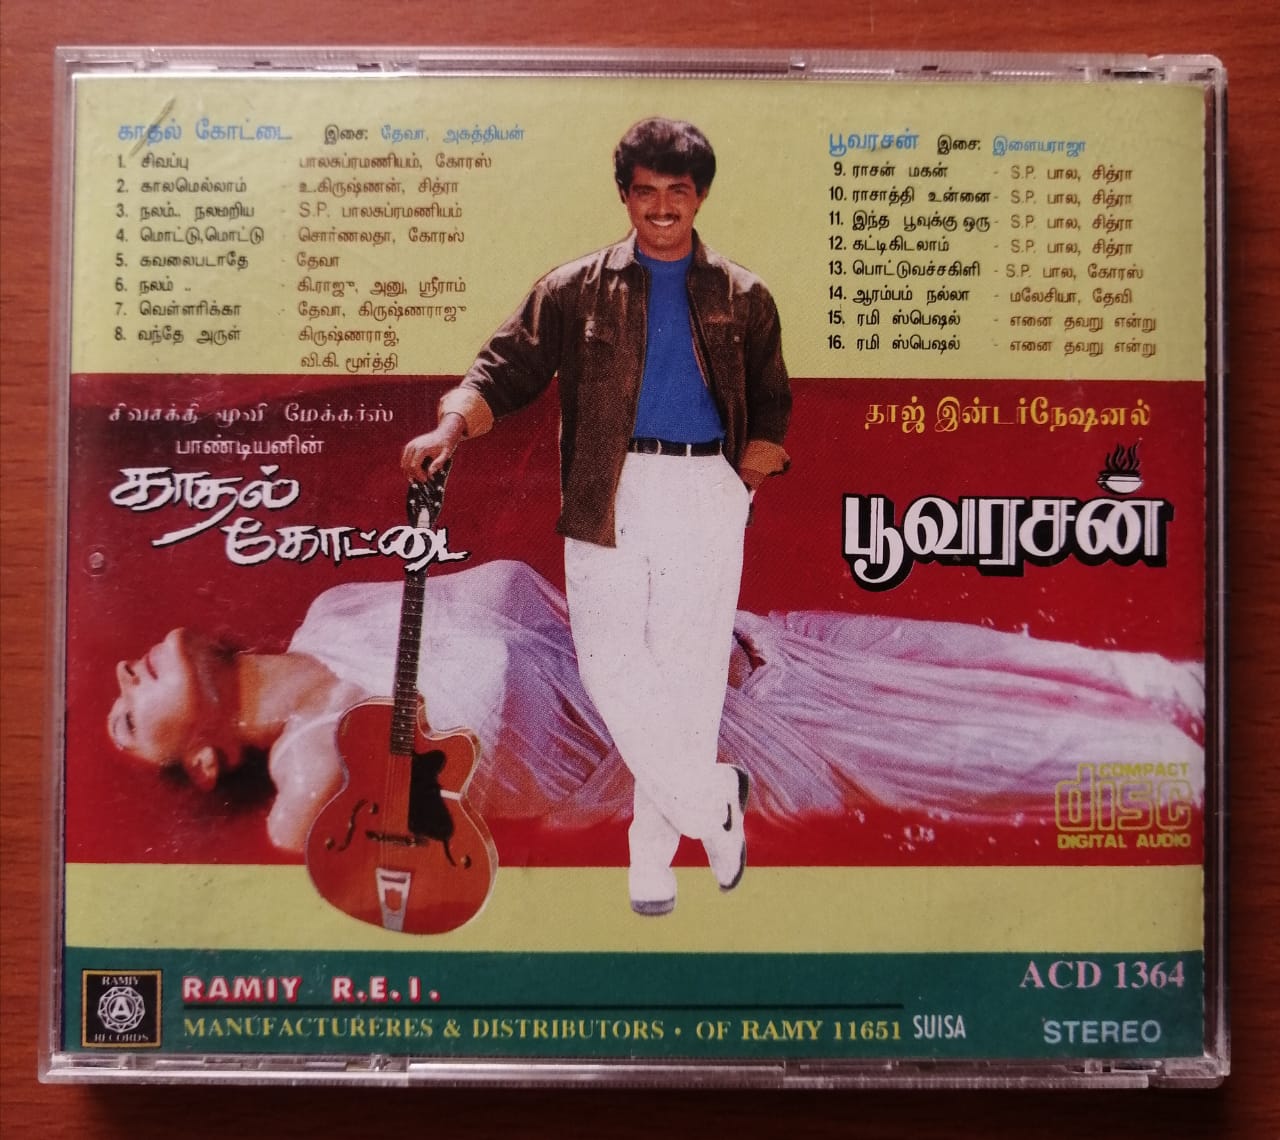 காதல் கோட்டை இசை: தேவா, அகத்தியன்
1. சிவப்பு - பாலசுப்ரமணியம், கோரஸ்
2. காலமெல்லாம் - உ.கிருஷ்ணன், சித்ரா
3. நலம்.. நலமறிய - S.P. பாலசுப்ரமணியம்
4. மொட்டு,மொட்டு - சொர்ணலதா, கோரஸ்
5. கவலைபடாதே - தேவா
6. நலம் .. - கி.ராஜு, அனு, ஸ்ரீராம்
7. வெள்ளரிக்கா - தேவா, கிருஷ்ணராஜு
8. வந்தே அருள் கிருஷ்ணராஜ்,
வி.கி. மூர்த்தி
பூவரசன் இசை: இளையராஜா
9. ராசன் மகன் - S.P. பால, சித்ரா
10. ராசாத்தி உன்னை - S.P. பால, சித்ரா
11. இந்த பூவுக்கு ஒரு - S.P. பால, சித்ரா
12. கட்டிகிடலாம் - S.P. பால, சித்ரா
13. பொட்டுவச்சகிளி - S.P. பால, கோரஸ்
14. ஆரம்பம் நல்லா - மலேசியா, தேவி
15. ரமி ஸ்பெஷல் - எனை தவறு என்று
16. ரமி ஸ்பெஷல் - எனை தவறு என்று
சிவசக்தி மூவி மேக்கர்ஸ்
பாண்டியனின்
காதல்
கோட்டை
தாஜ் இன்டர்நேஷனல்
பூவரசன்
COMPACT
disc
DIGITAL AUDIO
RAMIY
A
RECORDS
RAMIY R.E.I.
MANUFACTURERES & DISTRIBUTORS · OF RAMY 11651 SUISA
ACD 1364
STEREO